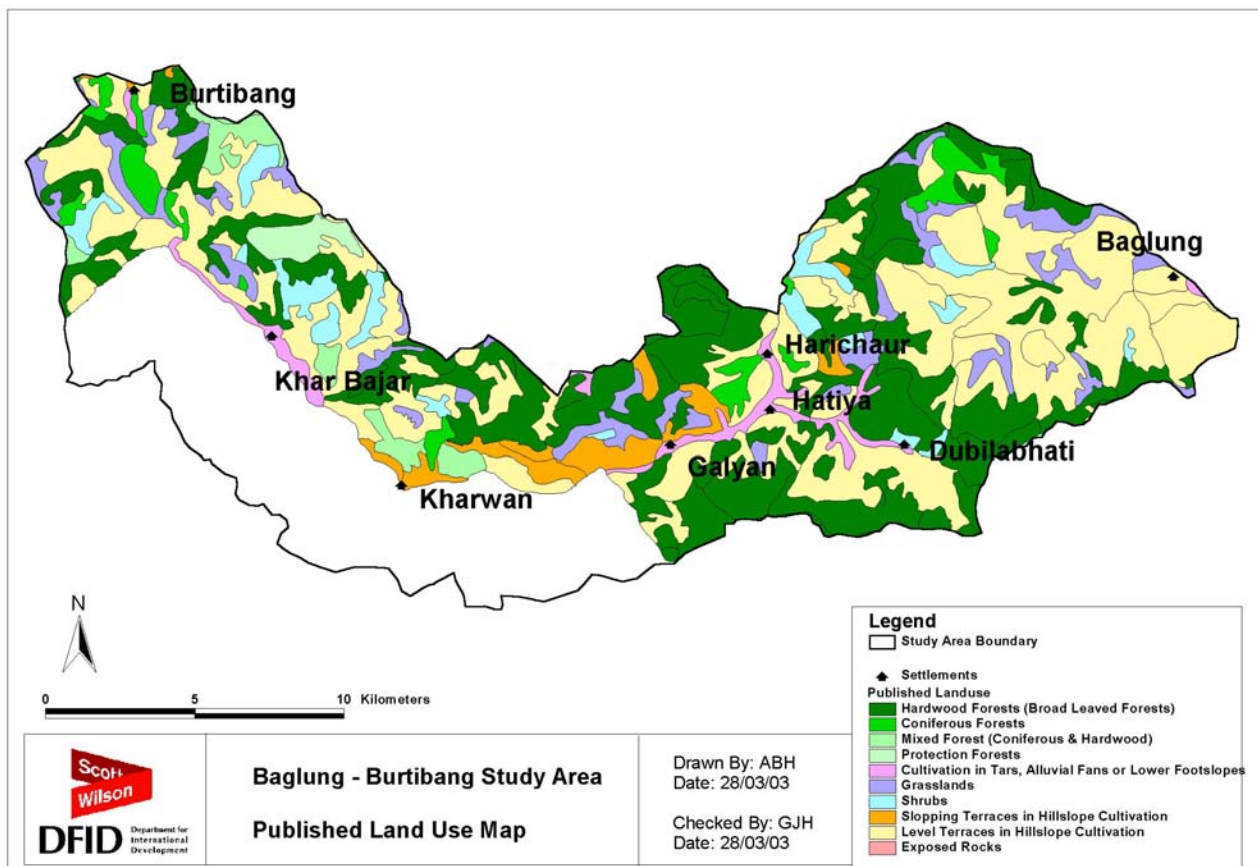 Burtibang
Baglung
Harichaur
Khar Bajar
Hatiya
Dubilabhati
Galyan
Kharwan
N
0 5 10 Kilometers
Legend
Study Area Boundary
Settlements
Published Landuse
Hardwood Forests (Broad Leaved Forests)
Coniferous Forests
Mixed Forest (Coniferous & Hardwood)
Protection Forests
Cultivation in Tars, Alluvial Fans or Lower Footslopes
Grasslands
Shrubs
Slopping Terraces in Hillslope Cultivation
Level Terraces in Hillslope Cultivation
Exposed Rocks
Scott
Wilson
DFID Department for
International
Development
Baglung - Burtibang Study Area
Published Land Use Map
Drawn By: ABH
Date: 28/03/03
Checked By: GJH
Date: 28/03/03